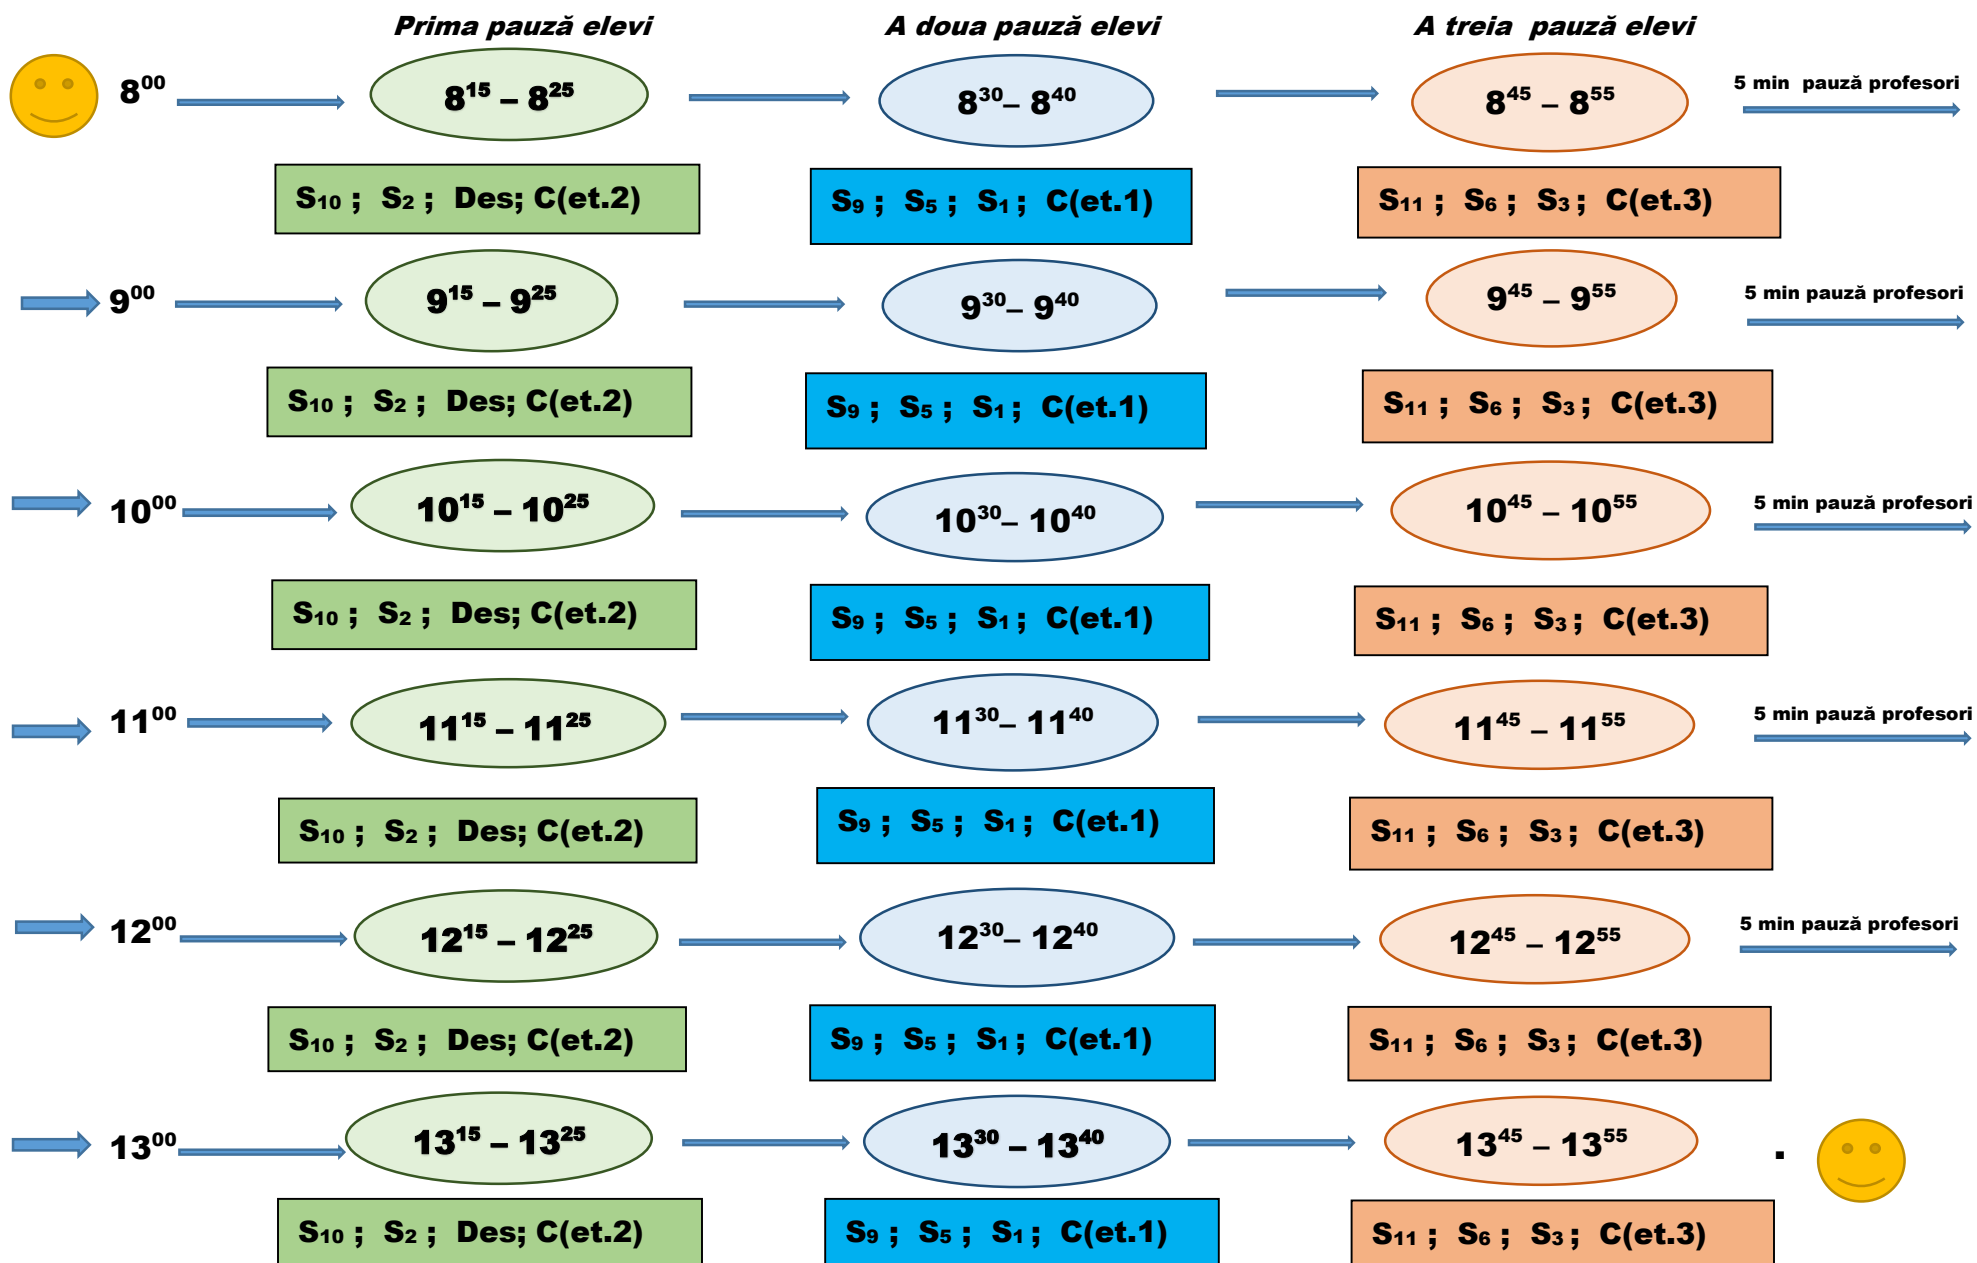 Prima pauză elevi A doua pauză elevi A treia pauză elevi
8⁰⁰ 8¹⁵ – 8²⁵ 8³⁰– 8⁴⁰ 8⁴⁵ – 8⁵⁵ 5 min pauză profesori
S₁₀ ; S₂ ; Des; C(et.2) S₉ ; S₅ ; S₁ ; C(et.1) S₁₁ ; S₆ ; S₃ ; C(et.3)
9⁰⁰ 9¹⁵ – 9²⁵ 9³⁰– 9⁴⁰ 9⁴⁵ – 9⁵⁵ 5 min pauză profesori
S₁₀ ; S₂ ; Des; C(et.2) S₉ ; S₅ ; S₁ ; C(et.1) S₁₁ ; S₆ ; S₃ ; C(et.3)
10⁰⁰ 10¹⁵ – 10²⁵ 10³⁰– 10⁴⁰ 10⁴⁵ – 10⁵⁵ 5 min pauză profesori
S₁₀ ; S₂ ; Des; C(et.2) S₉ ; S₅ ; S₁ ; C(et.1) S₁₁ ; S₆ ; S₃ ; C(et.3)
11⁰⁰ 11¹⁵ – 11²⁵ 11³⁰– 11⁴⁰ 11⁴⁵ – 11⁵⁵ 5 min pauză profesori
S₁₀ ; S₂ ; Des; C(et.2) S₉ ; S₅ ; S₁ ; C(et.1) S₁₁ ; S₆ ; S₃ ; C(et.3)
12⁰⁰ 12¹⁵ – 12²⁵ 12³⁰– 12⁴⁰ 12⁴⁵ – 12⁵⁵ 5 min pauză profesori
S₁₀ ; S₂ ; Des; C(et.2) S₉ ; S₅ ; S₁ ; C(et.1) S₁₁ ; S₆ ; S₃ ; C(et.3)
13⁰⁰ 13¹⁵ – 13²⁵ 13³⁰ – 13⁴⁰ 13⁴⁵ – 13⁵⁵ .
S₁₀ ; S₂ ; Des; C(et.2) S₉ ; S₅ ; S₁ ; C(et.1) S₁₁ ; S₆ ; S₃ ; C(et.3)